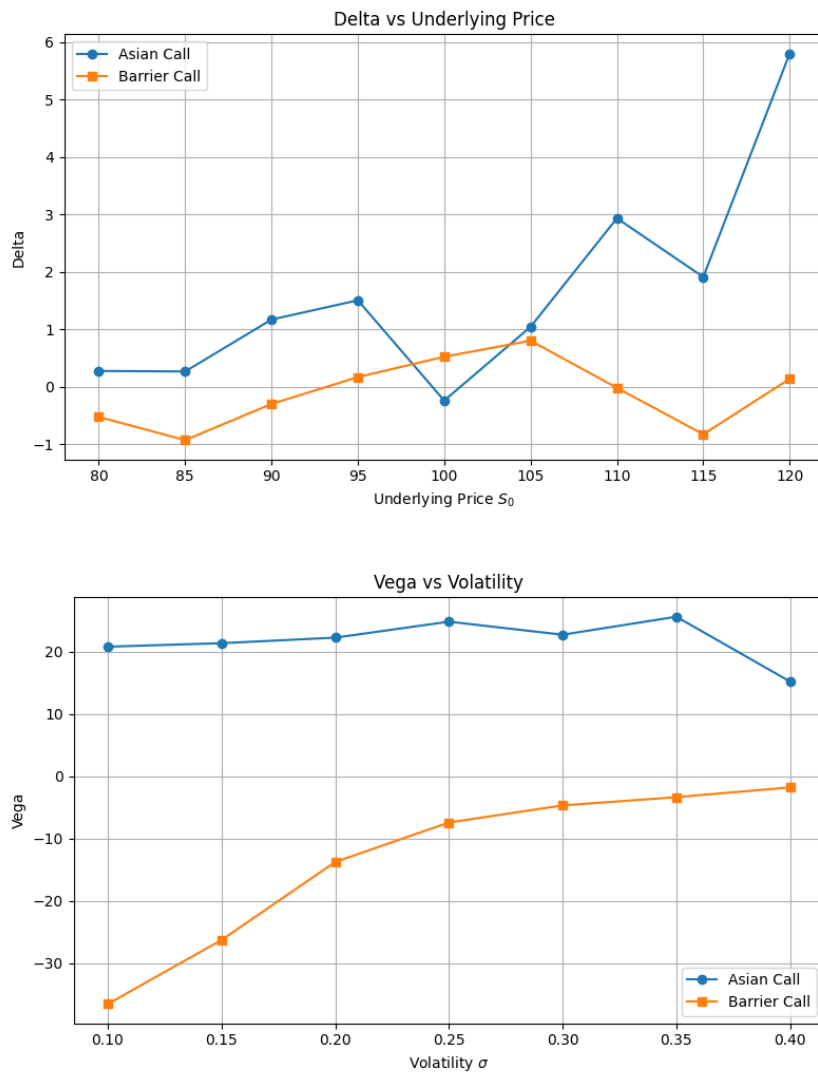 Delta vs Underlying Price
Asian Call
Barrier Call
6
5
4
3
2
1
0
−1
Delta
80 85 90 95 100 105 110 115 120
Underlying Price $S_0$
Vega vs Volatility
20
10
0
−10
−20
−30
Vega
Asian Call
Barrier Call
0.10 0.15 0.20 0.25 0.30 0.35 0.40
Volatility σ